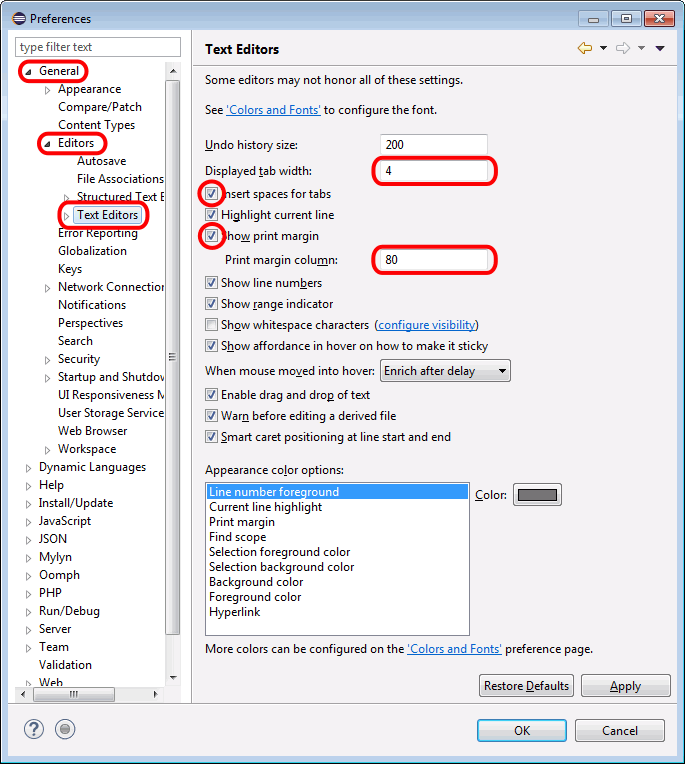 Preferences
type filter text
General
Appearance
Compare/Patch
Content Types
Editors
Autosave
File Associations
Structured Text E
Text Editors
Error Reporting
Globalization
Keys
Network Connection
Notifications
Perspectives
Search
Security
Startup and Shutdow
UI Responsiveness M
User Storage Service
Web Browser
Workspace
Dynamic Languages
Help
Install/Update
JavaScript
JSON
Mylyn
Oomph
PHP
Run/Debug
Server
Team
Validation
Web
Text Editors
Some editors may not honor all of these settings.
See 'Colors and Fonts' to configure the font.
Undo history size: 200
Displayed tab width: 4
Insert spaces for tabs
Highlight current line
Show print margin
Print margin column: 80
Show line numbers
Show range indicator
Show whitespace characters (configure visibility)
Show affordance in hover on how to make it sticky
When mouse moved into hover: Enrich after delay
Enable drag and drop of text
Warn before editing a derived file
Smart caret positioning at line start and end
Appearance color options:
Line number foreground
Current line highlight
Print margin
Find scope
Selection foreground color
Selection background color
Background color
Foreground color
Hyperlink
Color:
More colors can be configured on the 'Colors and Fonts' preference page.
Restore Defaults Apply
OK Cancel